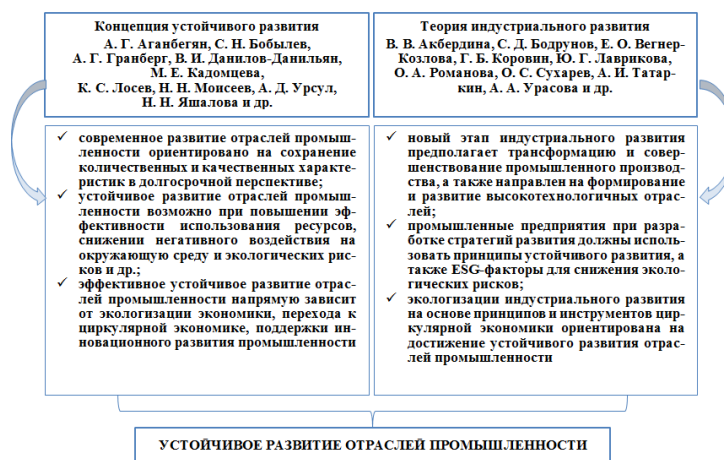 Концепция устойчивого развития
А. Г. Аганбегян, С. Н. Бобылев,
А. Г. Гранберг, В. И. Данилов-Данильян,
М. Е. Кадомцева,
К. С. Лосев, Н. Н. Моисеев, А. Д. Урсул,
Н. Н. Яшалова и др.
✓ современное развитие отраслей промыш-
ленности ориентировано на сохранение
количественных и качественных характе-
ристик в долгосрочной перспективе;
✓ устойчивое развитие отраслей промыш-
ленности возможно при повышении эф-
фективности использования ресурсов,
снижении негативного воздействия на
окружающую среду и экологических рис-
ков и др.;
✓ эффективное устойчивое развитие отрас-
лей промышленности напрямую зависит
от экологизации экономики, перехода к
циркулярной экономике, поддержки ин-
новационного развития промышленности
Теория индустриального развития
В. В. Акбердина, С. Д. Бодрунов, Е. О. Вегнер-
Козлова, Г. Б. Коровин, Ю. Г. Лаврикова,
О. А. Романова, О. С. Сухарев, А. И. Татар-
кин, А. А. Урасова и др.
✓ новый этап индустриального развития
предполагает трансформацию и совер-
шенствование промышленного производ-
ства, а также направлен на формирование
и развитие высокотехнологичных отрас-
лей;
✓ промышленные предприятия при разра-
ботке стратегий развития должны исполь-
зовать принципы устойчивого развития, а
также ESG-факторы для снижения эколо-
гических рисков;
✓ экологизации индустриального развития
на основе принципов и инструментов цир-
кулярной экономики ориентирована на
достижение устойчивого развития отрас-
лей промышленности
УСТОЙЧИВОЕ РАЗВИТИЕ ОТРАСЛЕЙ ПРОМЫШЛЕННОСТИ